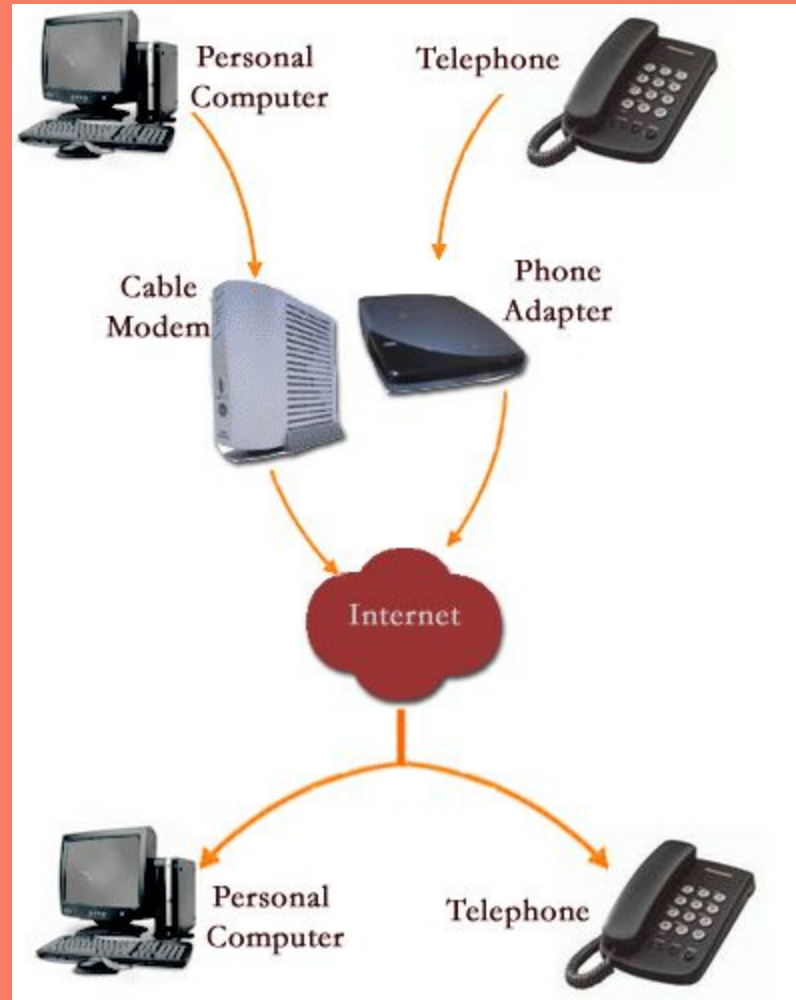 Personal
Computer
Telephone
Cable
Modem
Phone
Adapter
Internet
Personal
Computer
Telephone